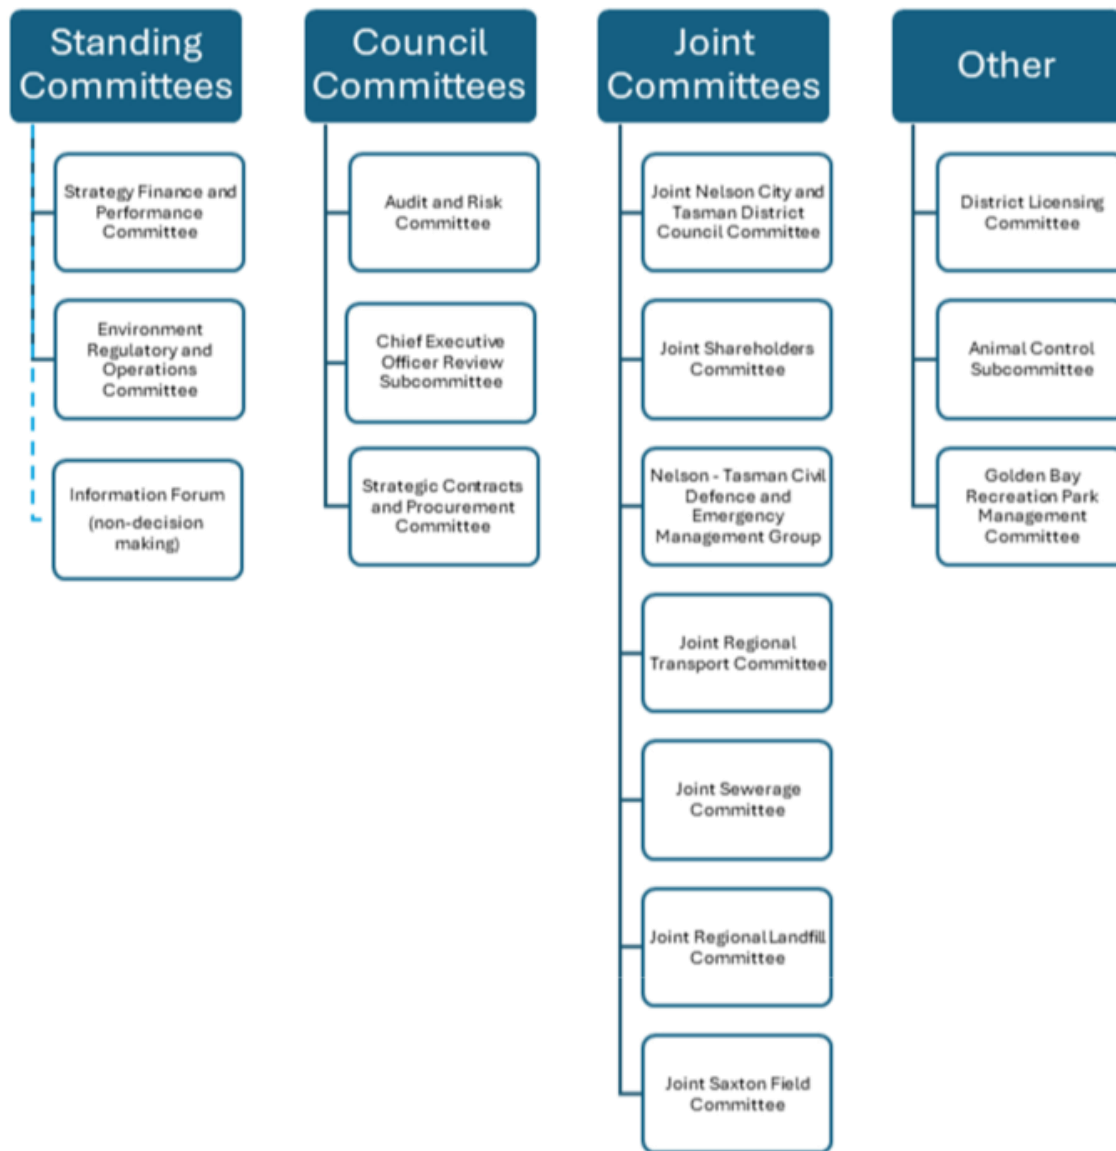 Standing
Committees
Strategy Finance and
Performance
Committee
Environment
Regulatory and
Operations
Committee
Information Forum
(non-decision
making)
Council
Committees
Audit and Risk
Committee
Chief Executive
Officer Review
Subcommittee
Strategic Contracts
and Procurement
Committee
Joint
Committees
Joint Nelson City and
Tasman District
Council Committee
Joint Shareholders
Committee
Nelson - Tasman Civil
Defence and
Emergency
Management Group
Joint Regional
Transport Committee
Joint Sewerage
Committee
Joint Regional Landfill
Committee
Joint Saxton Field
Committee
Other
District Licensing
Committee
Animal Control
Subcommittee
Golden Bay
Recreation Park
Management
Committee